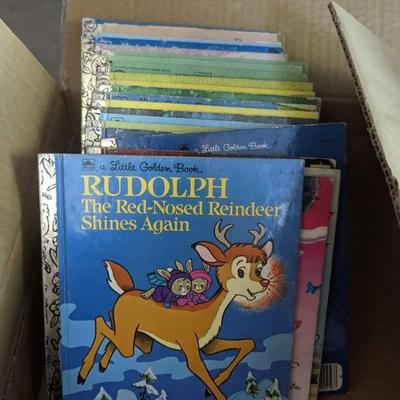 a Little Golden Book
a Little Golden Book
RUDOLPH
The Red-Nosed Reindeer
Shines Again